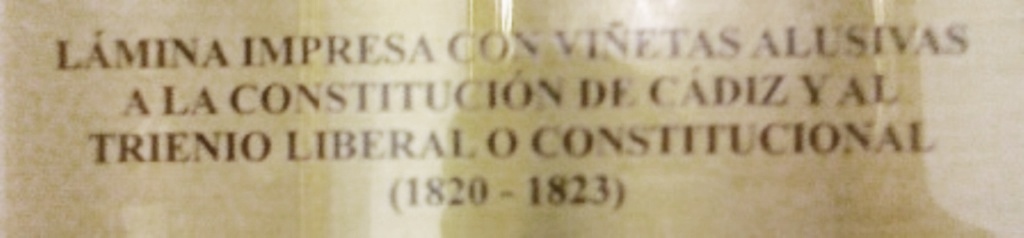 LÁMINA IMPRESA CON VIÑETAS ALUSIVAS
A LA CONSTITUCIÓN DE CÁDIZ Y AL
TRIENIO LIBERAL O CONSTITUCIONAL
(1820 - 1823)